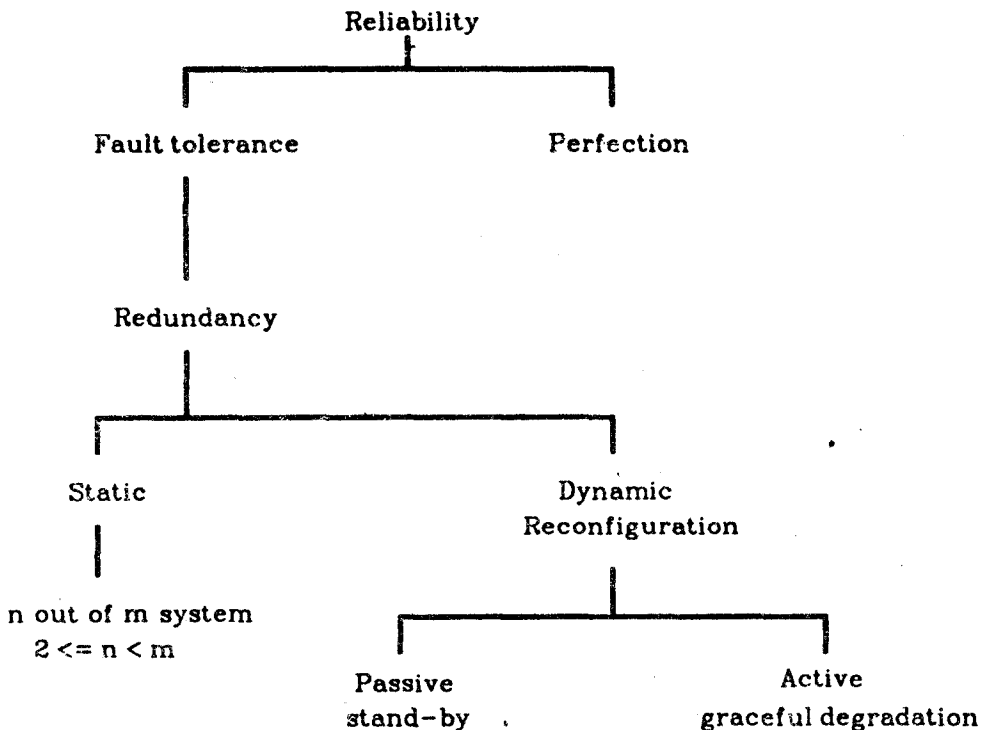 Reliability
Fault tolerance
Perfection
Redundancy
Static
Dynamic
Reconfiguration
n out of m system
2 <= n < m
Passive
stand-by
Active
graceful degradation